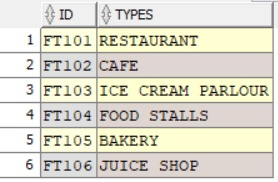 ID TYPES
1 FT101 RESTAURANT
2 FT102 CAFE
3 FT103 ICE CREAM PARLOUR
4 FT104 FOOD STALLS
5 FT105 BAKERY
6 FT106 JUICE SHOP